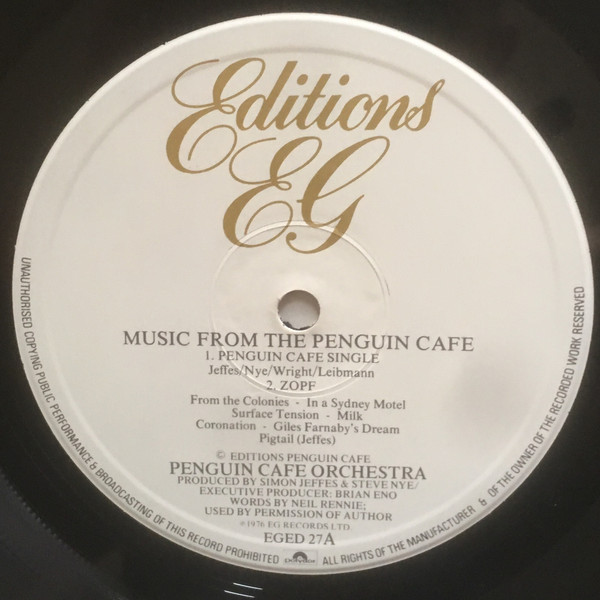 Editions
EG
MUSIC FROM THE PENGUIN CAFE
1. PENGUIN CAFE SINGLE
Jeffes/Nye/Wright/Leibmann
2. ZOPF
From the Colonies - In a Sydney Motel
Surface Tension - Milk
Coronation - Giles Farnaby's Dream
Pigtail (Jeffes)
© EDITIONS PENGUIN CAFE
PENGUIN CAFE ORCHESTRA
PRODUCED BY SIMON JEFFES & STEVE NYE/
EXECUTIVE PRODUCER: BRIAN ENO
WORDS BY NEIL RENNIE;
USED BY PERMISSION OF AUTHOR
℗1976 EG RECORDS LTD.
EGED 27A
UNAUTHORISED COPYING PUBLIC PERFORMANCE & BROADCASTING OF THIS RECORD PROHIBITED
ALL RIGHTS OF THE MANUFACTURER & OF THE OWNER OF THE RECORDED WORK RESERVED